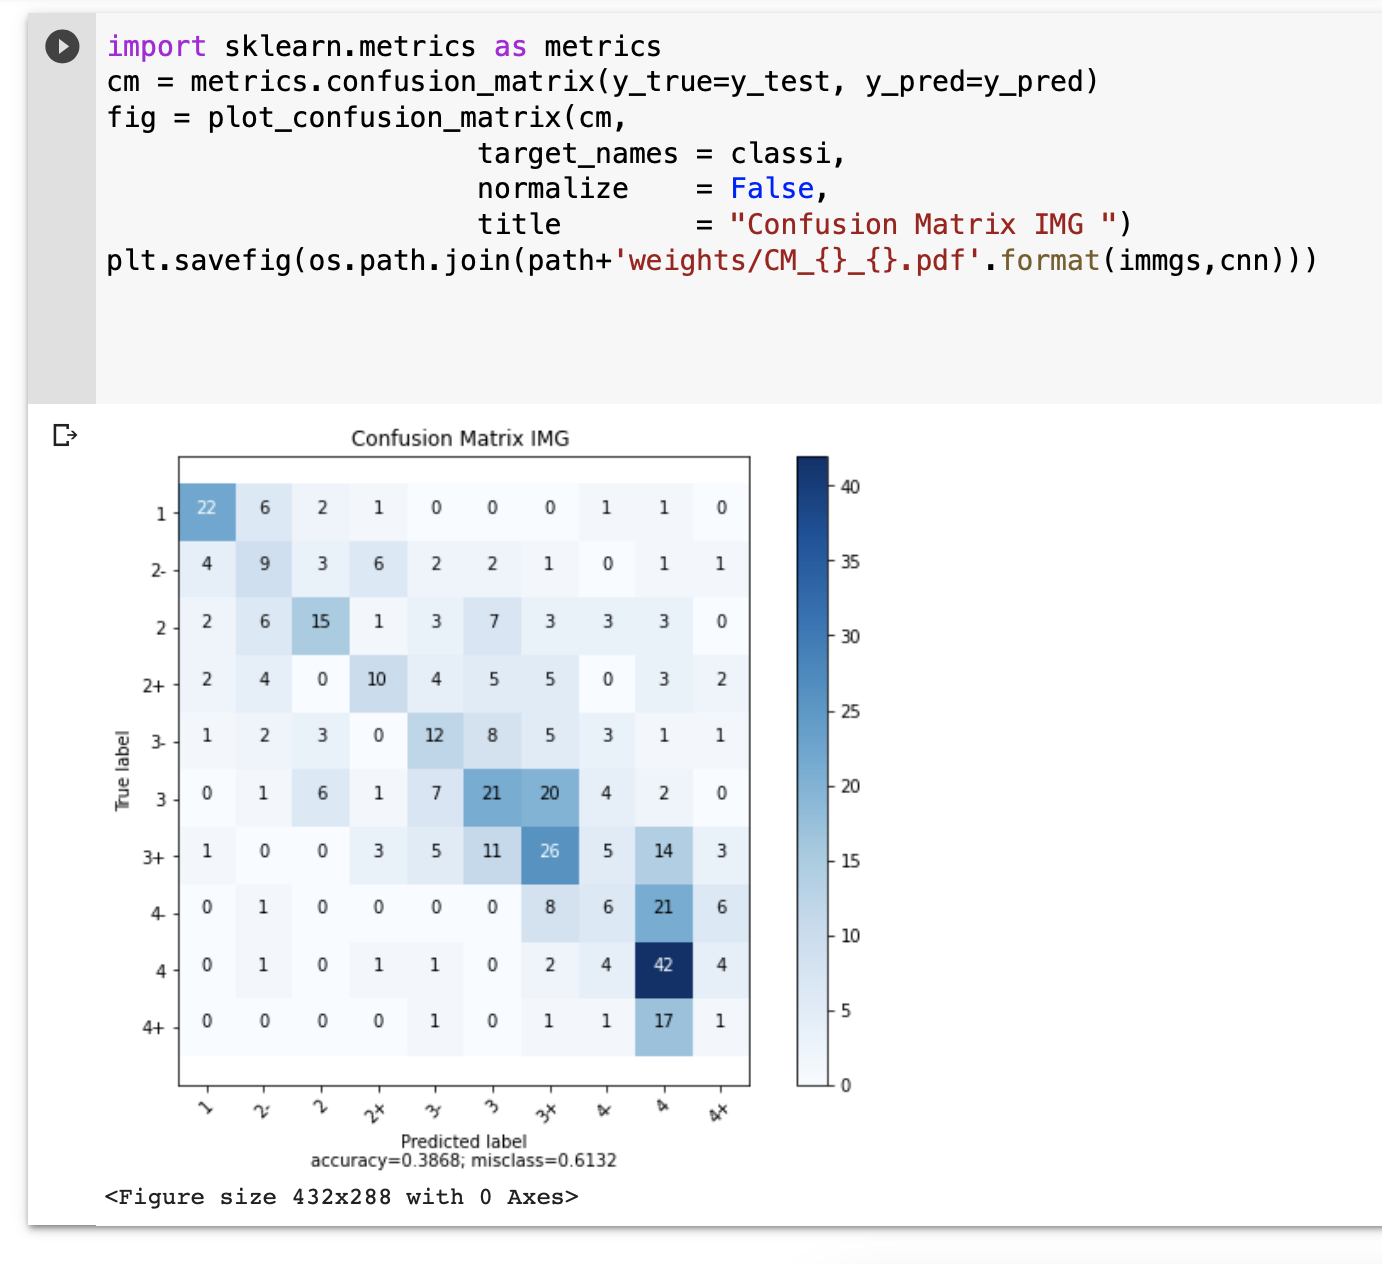 import sklearn.metrics as metrics
cm = metrics.confusion_matrix(y_true=y_test, y_pred=y_pred)
fig = plot_confusion_matrix(cm,
target_names = classi,
normalize    = False,
title        = "Confusion Matrix IMG ")
plt.savefig(os.path.join(path+'weights/CM_{}_{}.pdf'.format(immgs,cnn)))
Confusion Matrix IMG
1 22 6 2 1 0 0 0 1 1 0
2- 4 9 3 6 2 2 1 0 1 1
2 2 6 15 1 3 7 3 3 3 0
2+ 2 4 0 10 4 5 5 0 3 2
3- 1 2 3 0 12 8 5 3 1 1
3 0 1 6 1 7 21 20 4 2 0
3+ 1 0 0 3 5 11 26 5 14 3
4- 0 1 0 0 0 0 8 6 21 6
4 0 1 0 1 1 0 2 4 42 4
4+ 0 0 0 0 1 0 1 1 17 1
True label
1 2- 2 2+ 3- 3 3+ 4- 4 4+
Predicted label
accuracy=0.3868; misclass=0.6132
40
35
30
25
20
15
10
5
0
<Figure size 432x288 with 0 Axes>